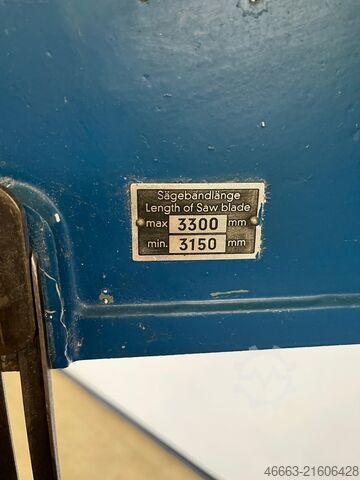 Sägebandlänge
Length of Saw blade
max 3300 mm
min. 3150 mm
46663-21606428